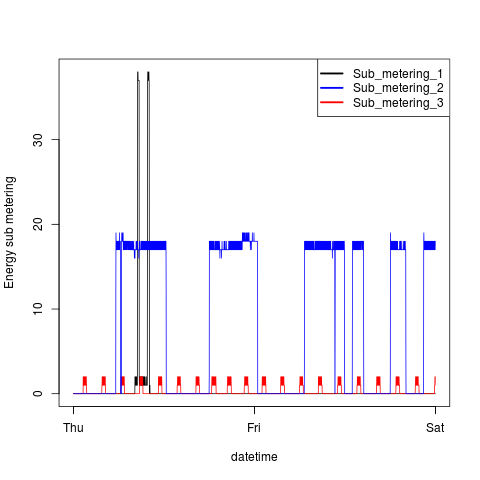 Sub_metering_1
Sub_metering_2
Sub_metering_3
Energy sub metering
30
20
10
0
Thu Fri Sat
datetime